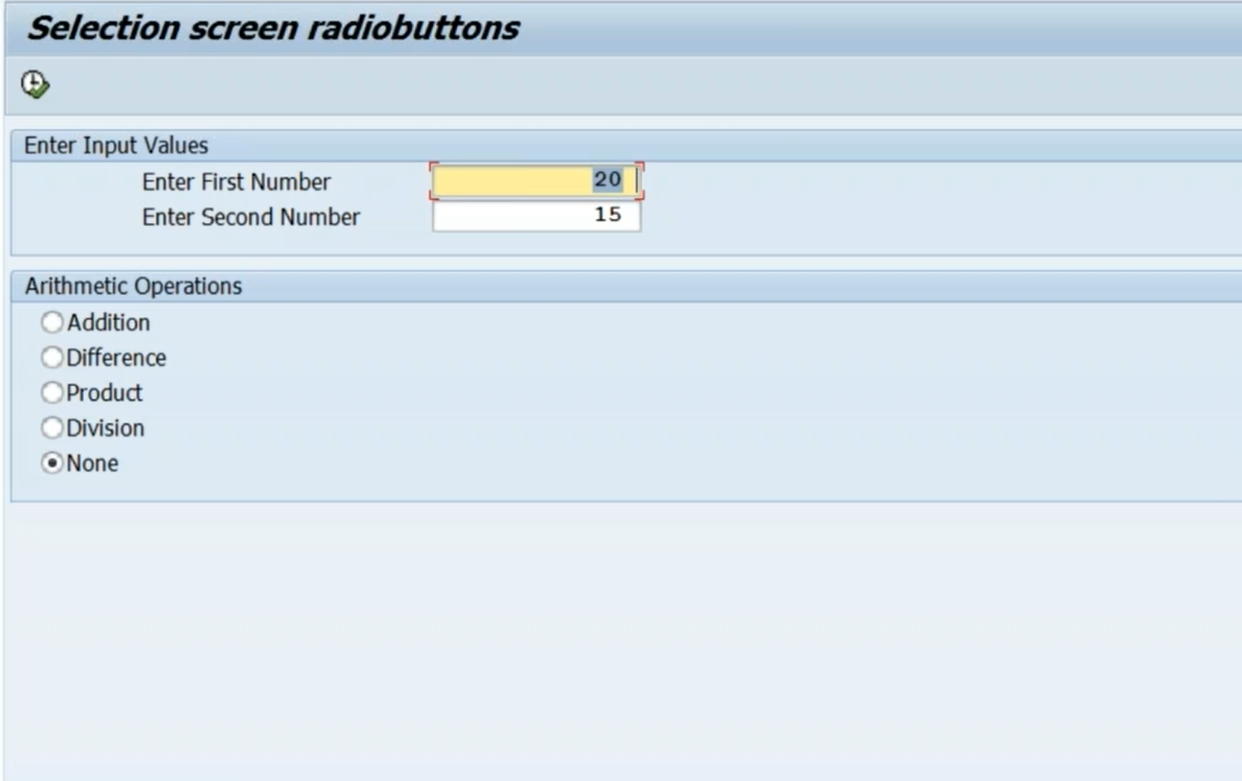 Selection screen radiobuttons
Enter Input Values
Enter First Number 20
Enter Second Number 15
Arithmetic Operations
Addition
Difference
Product
Division
None